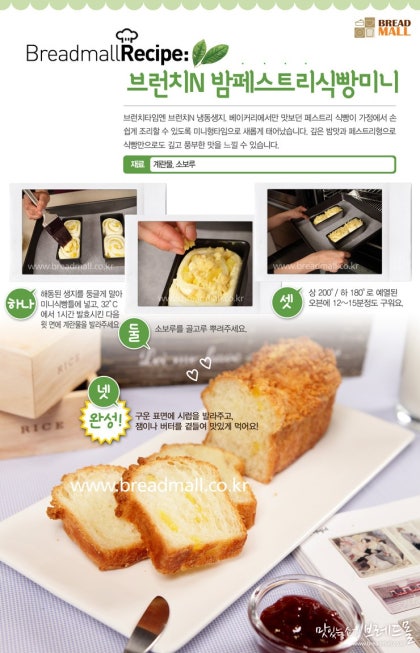 BREAD
MALL
BreadmallRecipe:
브런치N 밤페스트리식빵미니
브런치타임엔 브런치N 냉동생지, 베이커리에서만 맛보던 페스트리 식빵이 가정에서 손
쉽게 조리할 수 있도록 미니형타입으로 새롭게 태어났습니다. 깊은 밤맛과 페스트리형으로
식빵만으로도 깊고 풍부한 맛을 느낄 수 있습니다.
재료 계란물, 소보루
www.breadmall.co.kr
www.breadmall.co.kr
www.breadmall.co.kr
하나
해동된 생지를 둥글게 말아
미니식빵틀에 넣고, 32˚C
에서 1시간 발효시킨 다음
윗 면에 계란물을 발라주세요
둘
소보루를 골고루 뿌려주세요.
셋
상 200˚/ 하 180˚로 예열된
오븐에 12~15분정도 구워요.
넷
완성!
구운 표면에 시럽을 발라주고,
잼이나 버터를 곁들여 맛있게 먹어요!
RICE
RICE
www.breadmall.co.kr
맛있는 브레드몰
www.breadmall.co.kr